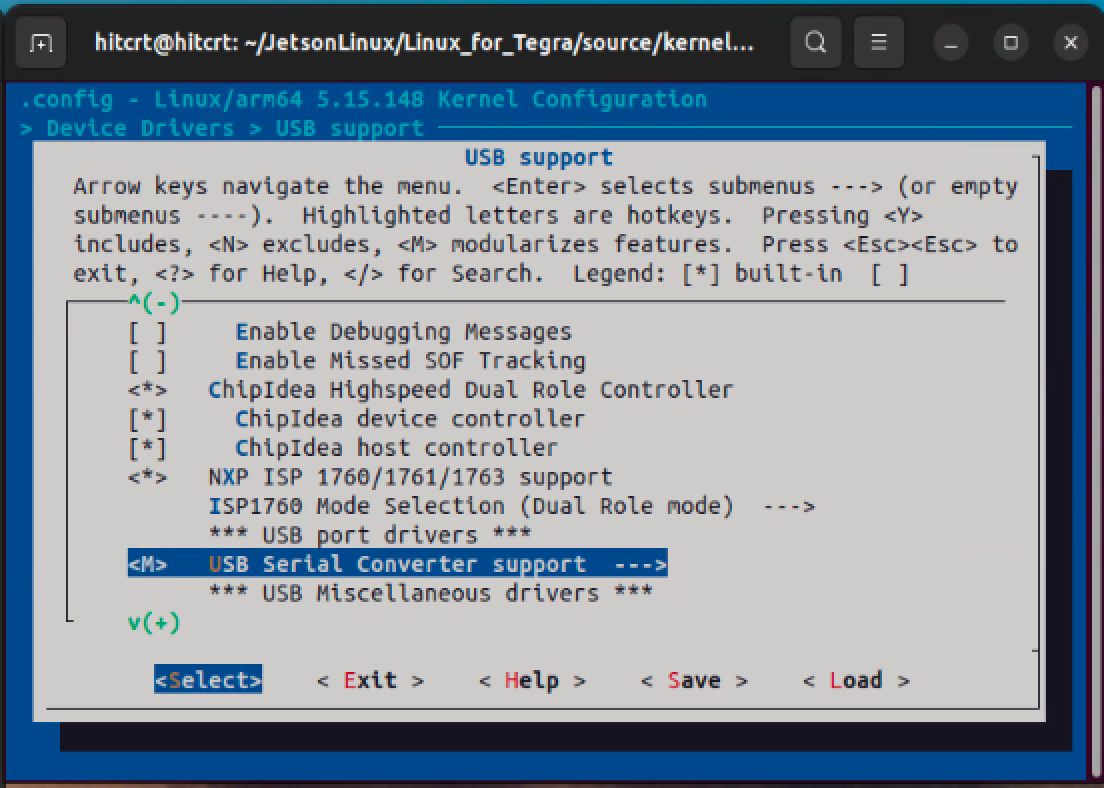 hitcrt@hitcrt: ~/JetsonLinux/Linux_for_Tegra/source/kernel...
.config - Linux/arm64 5.15.148 Kernel Configuration
> Device Drivers > USB support
USB support
Arrow keys navigate the menu.  <Enter> selects submenus ---> (or empty
submenus ----).  Highlighted letters are hotkeys.  Pressing <Y>
includes, <N> excludes, <M> modularizes features.  Press <Esc><Esc> to
exit, <?> for Help, </> for Search.  Legend: [*] built-in  [ ]
^(-)
[ ]     Enable Debugging Messages
[ ]     Enable Missed SOF Tracking
<*>   ChipIdea Highspeed Dual Role Controller
[*]     ChipIdea device controller
[*]     ChipIdea host controller
<*>   NXP ISP 1760/1761/1763 support
ISP1760 Mode Selection (Dual Role mode)  --->
*** USB port drivers ***
<M>   USB Serial Converter support  --->
*** USB Miscellaneous drivers ***
v(+)
<Select>    < Exit >    < Help >    < Save >    < Load >